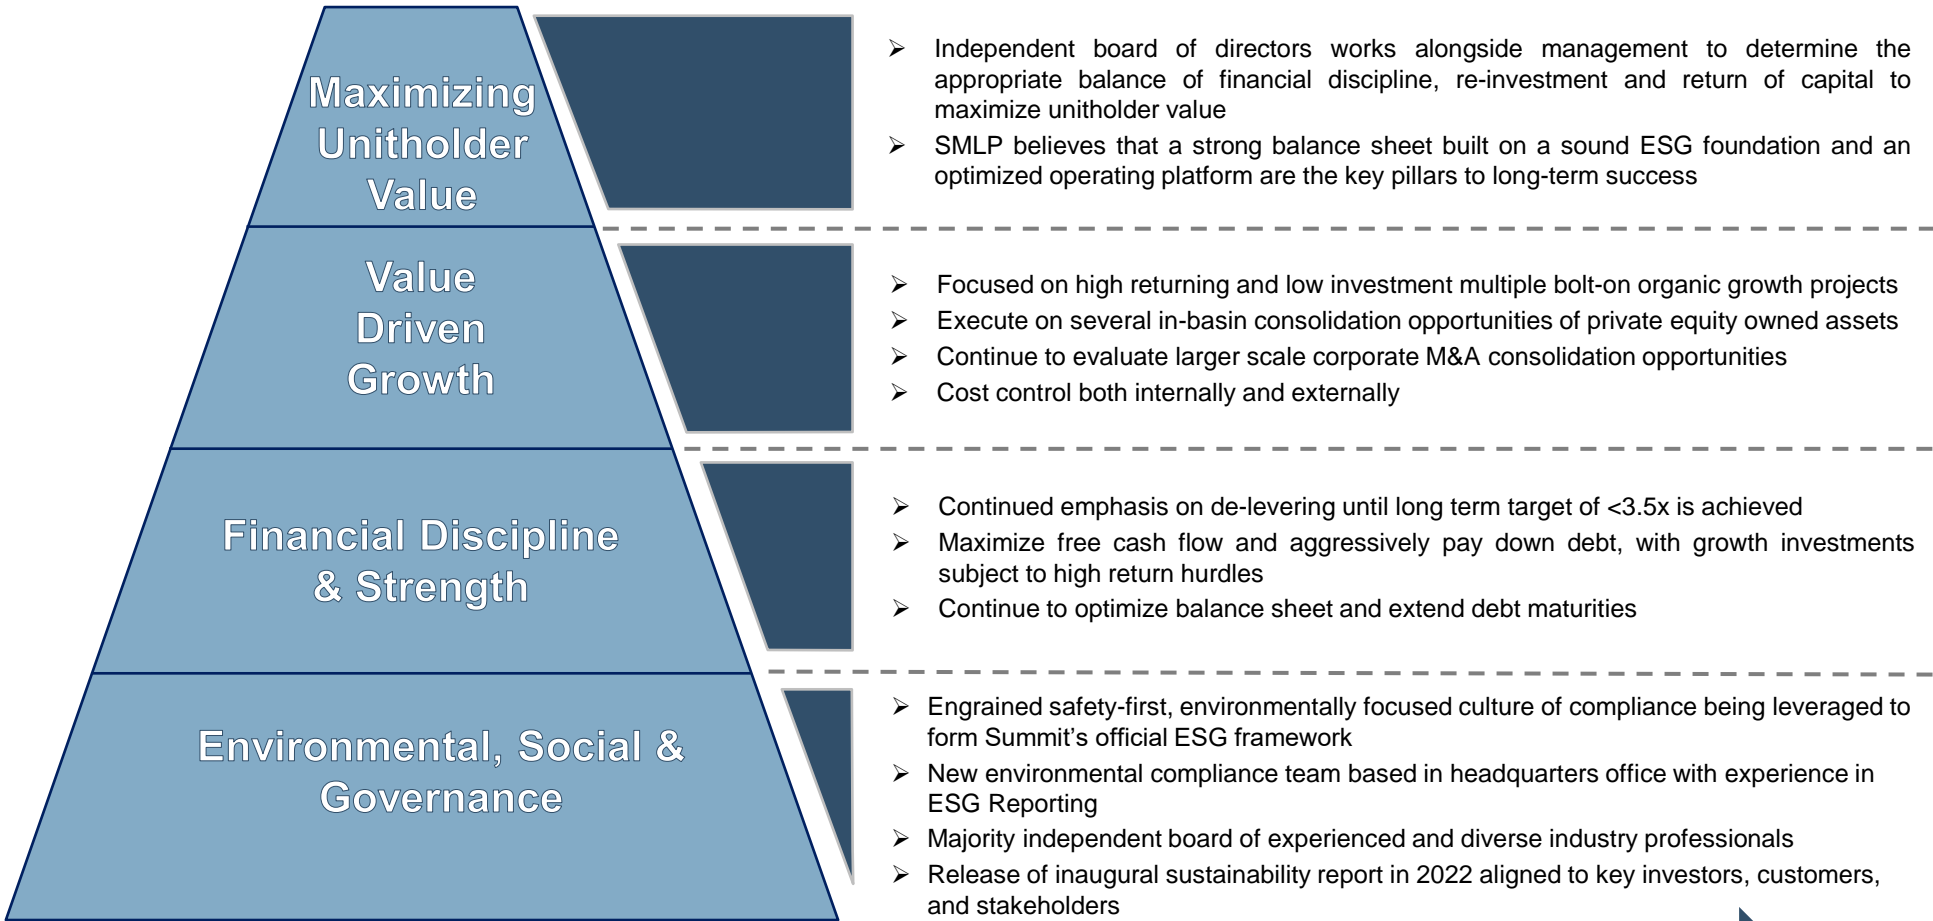 Maximizing
Unitholder
Value
➢ Independent board of directors works alongside management to determine the
appropriate balance of financial discipline, re-investment and return of capital to
maximize unitholder value
➢ SMLP believes that a strong balance sheet built on a sound ESG foundation and an
optimized operating platform are the key pillars to long-term success
Value
Driven
Growth
➢ Focused on high returning and low investment multiple bolt-on organic growth projects
➢ Execute on several in-basin consolidation opportunities of private equity owned assets
➢ Continue to evaluate larger scale corporate M&A consolidation opportunities
➢ Cost control both internally and externally
Financial Discipline
& Strength
➢ Continued emphasis on de-levering until long term target of <3.5x is achieved
➢ Maximize free cash flow and aggressively pay down debt, with growth investments
subject to high return hurdles
➢ Continue to optimize balance sheet and extend debt maturities
Environmental, Social &
Governance
➢ Engrained safety-first, environmentally focused culture of compliance being leveraged to
form Summit's official ESG framework
➢ New environmental compliance team based in headquarters office with experience in
ESG Reporting
➢ Majority independent board of experienced and diverse industry professionals
➢ Release of inaugural sustainability report in 2022 aligned to key investors, customers,
and stakeholders